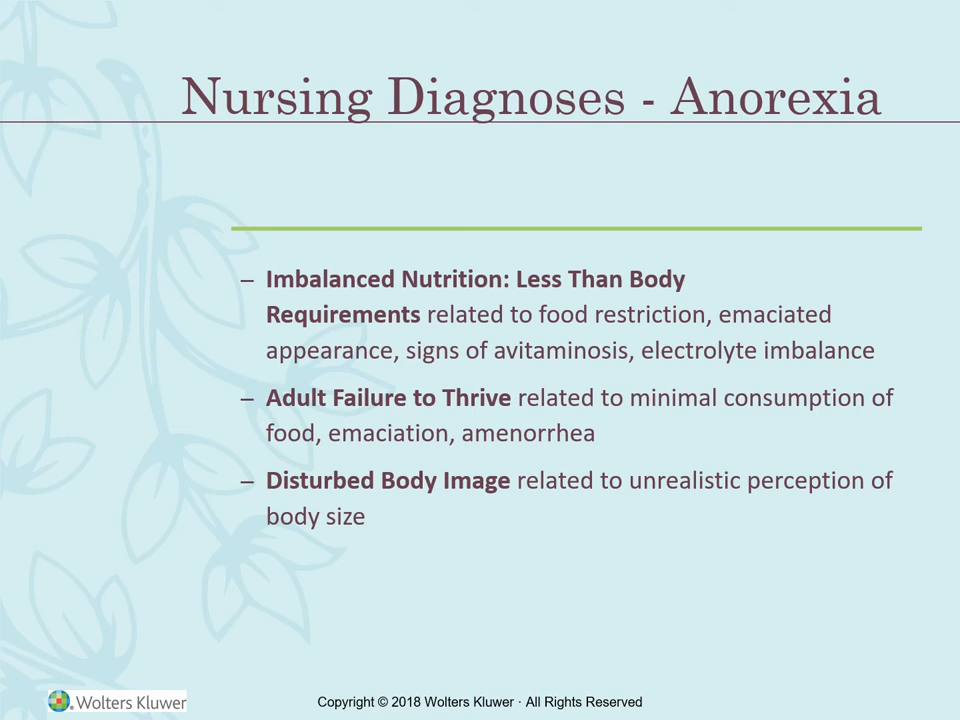 Nursing Diagnoses - Anorexia
– Imbalanced Nutrition: Less Than Body
Requirements related to food restriction, emaciated
appearance, signs of avitaminosis, electrolyte imbalance
– Adult Failure to Thrive related to minimal consumption of
food, emaciation, amenorrhea
– Disturbed Body Image related to unrealistic perception of
body size
Wolters Kluwer
Copyright © 2018 Wolters Kluwer · All Rights Reserved